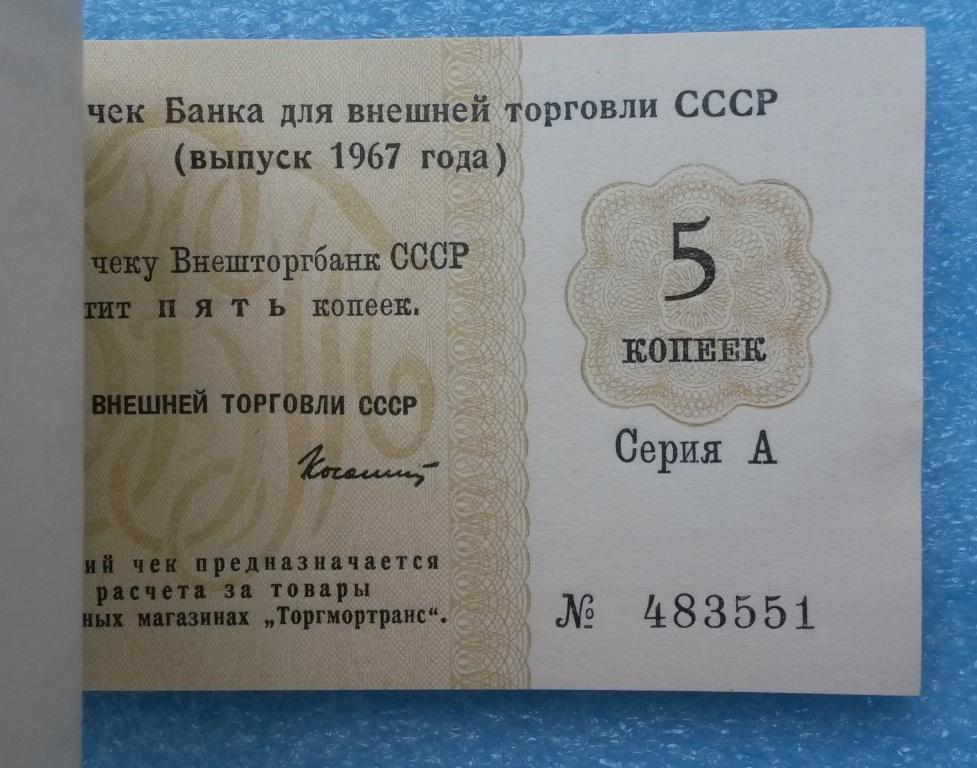 чек Банка для внешней торговли СССР
(выпуск 1967 года)
5
КОПЕЕК
чеку Внешторгбанк СССР
тит пять копеек.
ВНЕШНЕЙ ТОРГОВЛИ СССР
Серия А
ий чек предназначается
расчета за товары
ных магазинах „Торгмортранс“.
№ 483551